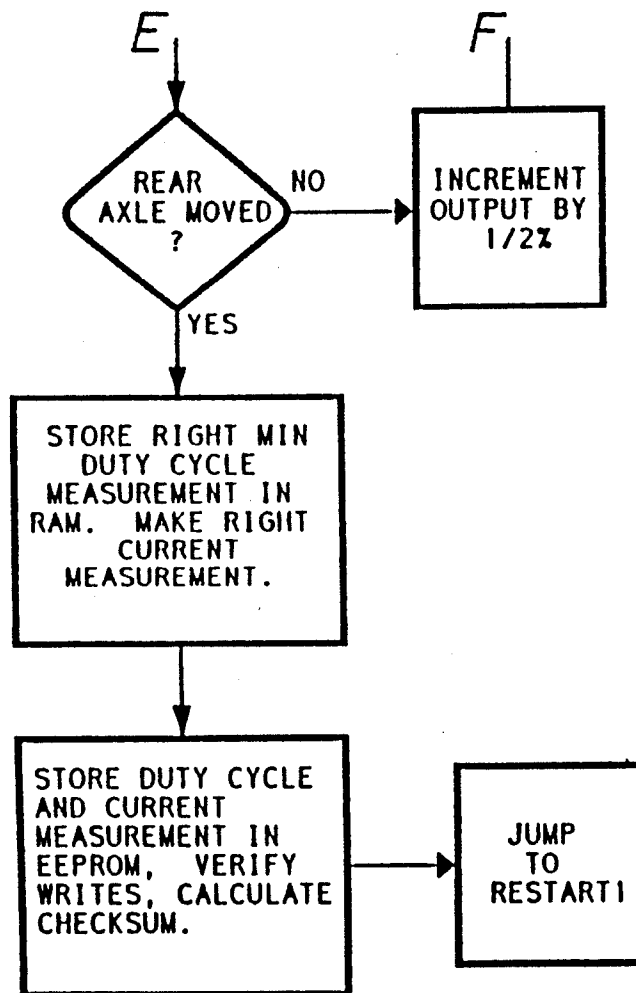 E
F
REAR
AXLE MOVED
?
NO
INCREMENT
OUTPUT BY
1/2%
YES
STORE RIGHT MIN
DUTY CYCLE
MEASUREMENT IN
RAM. MAKE RIGHT
CURRENT
MEASUREMENT.
STORE DUTY CYCLE
AND CURRENT
MEASUREMENT IN
EEPROM, VERIFY
WRITES, CALCULATE
CHECKSUM.
JUMP
TO
RESTART1